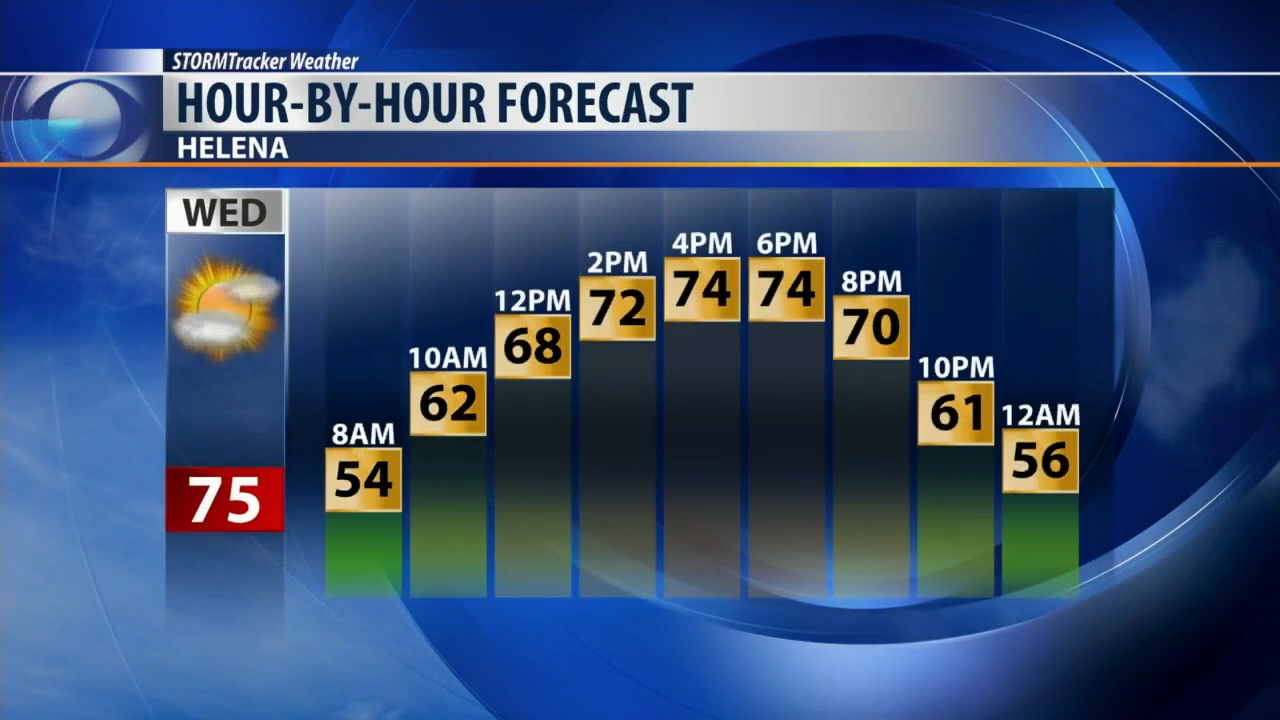 STORMTracker Weather
HOUR-BY-HOUR FORECAST
HELENA
WED
75
8AM
54
10AM
62
12PM
68
2PM
72
4PM
74
6PM
74
8PM
70
10PM
61
12AM
56